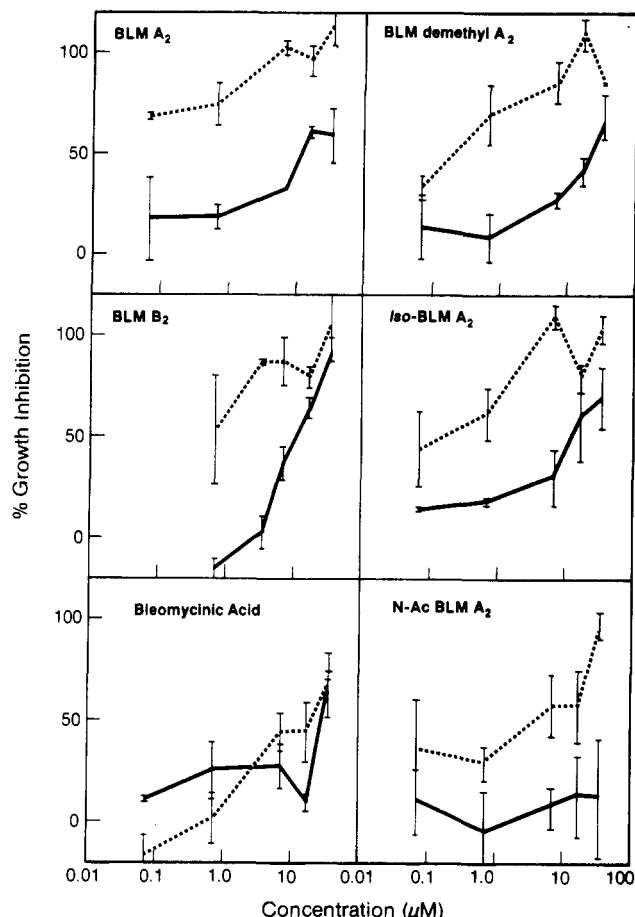 BLM A2
BLM demethyl A2
100
50
0
BLM B2
Iso-BLM A2
100
50
0
% Growth Inhibition
Bleomycinic Acid
N-Ac BLM A2
100
50
0
0.01 0.1 1.0 10 0.01 0.1 1.0 10 100
Concentration (μM)